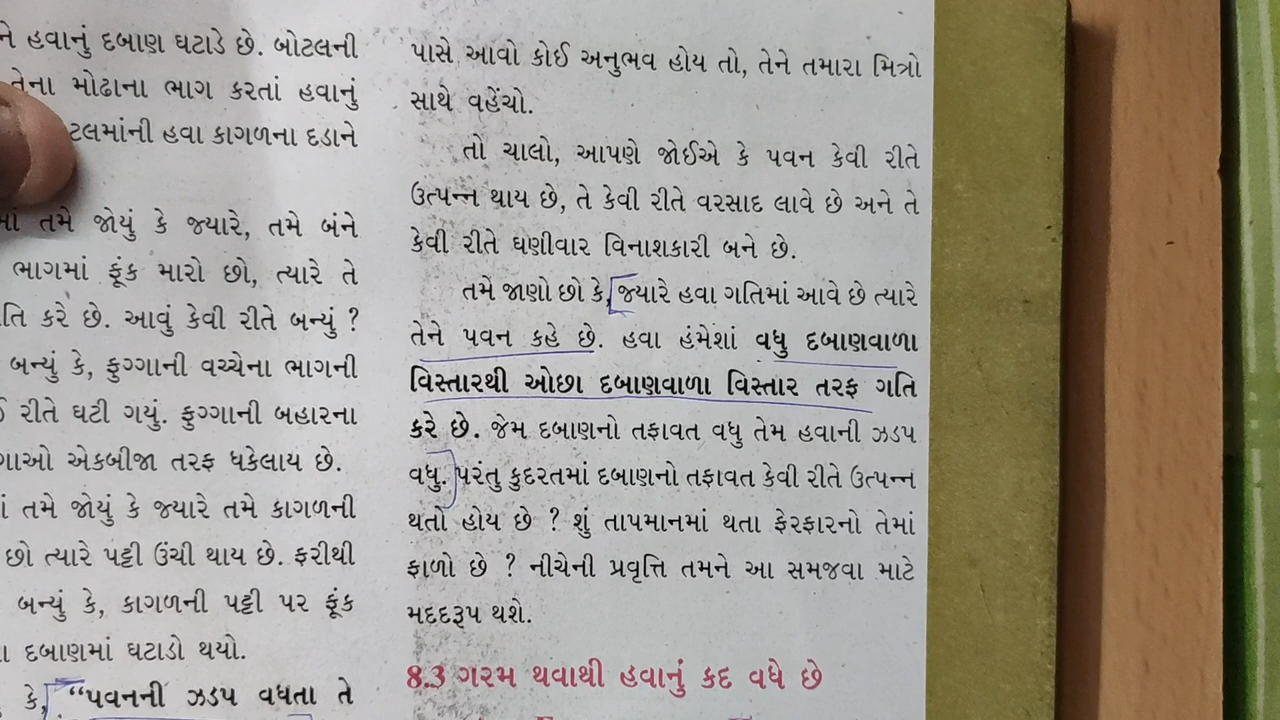 ને હવાનું દબાણ ઘટાડે છે. બોટલની
તેના મોઢાના ભાગ કરતાં હવાનું
ટલમાંની હવા કાગળના દડાને
માં તમે જોયું કે જ્યારે, તમે બંને
ભાગમાં ફૂંક મારો છો, ત્યારે તે
તિ કરે છે. આવું કેવી રીતે બન્યું ?
બન્યું કે, ફુગ્ગાની વચ્ચેના ભાગની
રીતે ઘટી ગયું. ફુગ્ગાની બહારના
ગાઓ એકબીજા તરફ ધકેલાય છે.
તમે જોયું કે જ્યારે તમે કાગળની
છો ત્યારે પટ્ટી ઉંચી થાય છે. ફરીથી
બન્યું કે, કાગળની પટ્ટી પર ફૂંક
દબાણમાં ઘટાડો થયો.
કે, “પવનની ઝડપ વધતા તે
પાસે આવો કોઈ અનુભવ હોય તો, તેને તમારા મિત્રો
સાથે વહેંચો.
તો ચાલો, આપણે જોઈએ કે પવન કેવી રીતે
ઉત્પન્ન થાય છે, તે કેવી રીતે વરસાદ લાવે છે અને તે
કેવી રીતે ઘણીવાર વિનાશકારી બને છે.
તમે જાણો છો કે, જ્યારે હવા ગતિમાં આવે છે ત્યારે
તેને પવન કહે છે. હવા હંમેશાં વધુ દબાણવાળા
વિસ્તારથી ઓછા દબાણવાળા વિસ્તાર તરફ ગતિ
કરે છે. જેમ દબાણનો તફાવત વધુ તેમ હવાની ઝડપ
વધુ. પરંતુ કુદરતમાં દબાણનો તફાવત કેવી રીતે ઉત્પન્ન
થતો હોય છે ? શું તાપમાનમાં થતા ફેરફારનો તેમાં
ફાળો છે ? નીચેની પ્રવૃત્તિ તમને આ સમજવા માટે
મદદરૂપ થશે.
8.3 ગરમ થવાથી હવાનું કદ વધે છે